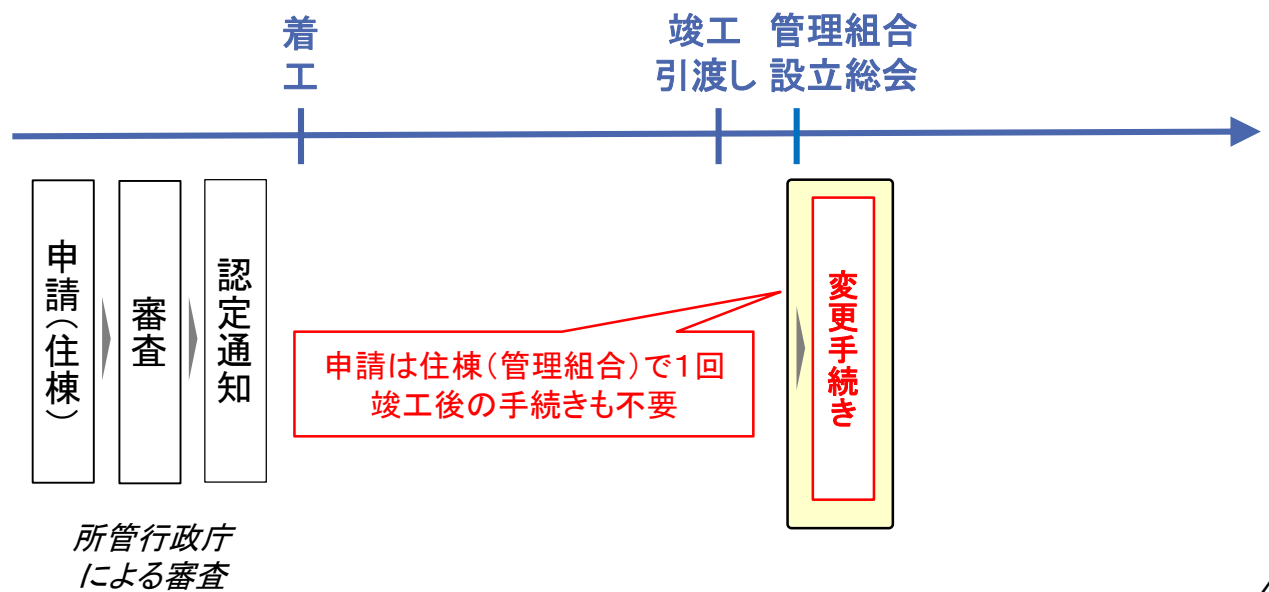 着
工
竣工
引渡し
管理組合
設立総会
申請(住棟)
審査
認定通知
申請は住棟(管理組合)で1回
竣工後の手続きも不要
変更手続き
所管行政庁
による審査